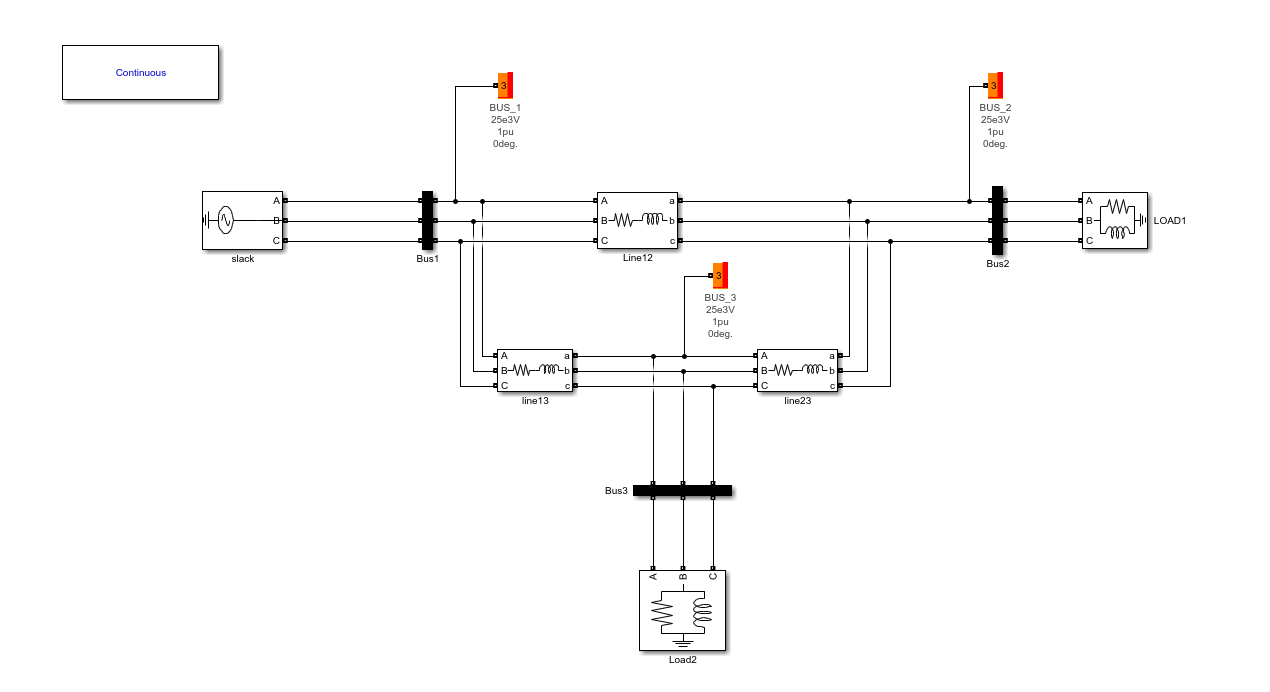 Continuous
3
BUS_1
25e3V
1pu
0deg.
3
BUS_2
25e3V
1pu
0deg.
A
B
C
slack
Bus1
A
B
C
a
b
c
Line12
Bus2
A
B
C
LOAD1
3
BUS_3
25e3V
1pu
0deg.
A
B
C
a
b
c
line13
A
B
C
a
b
c
line23
Bus3
A
B
C
Load2